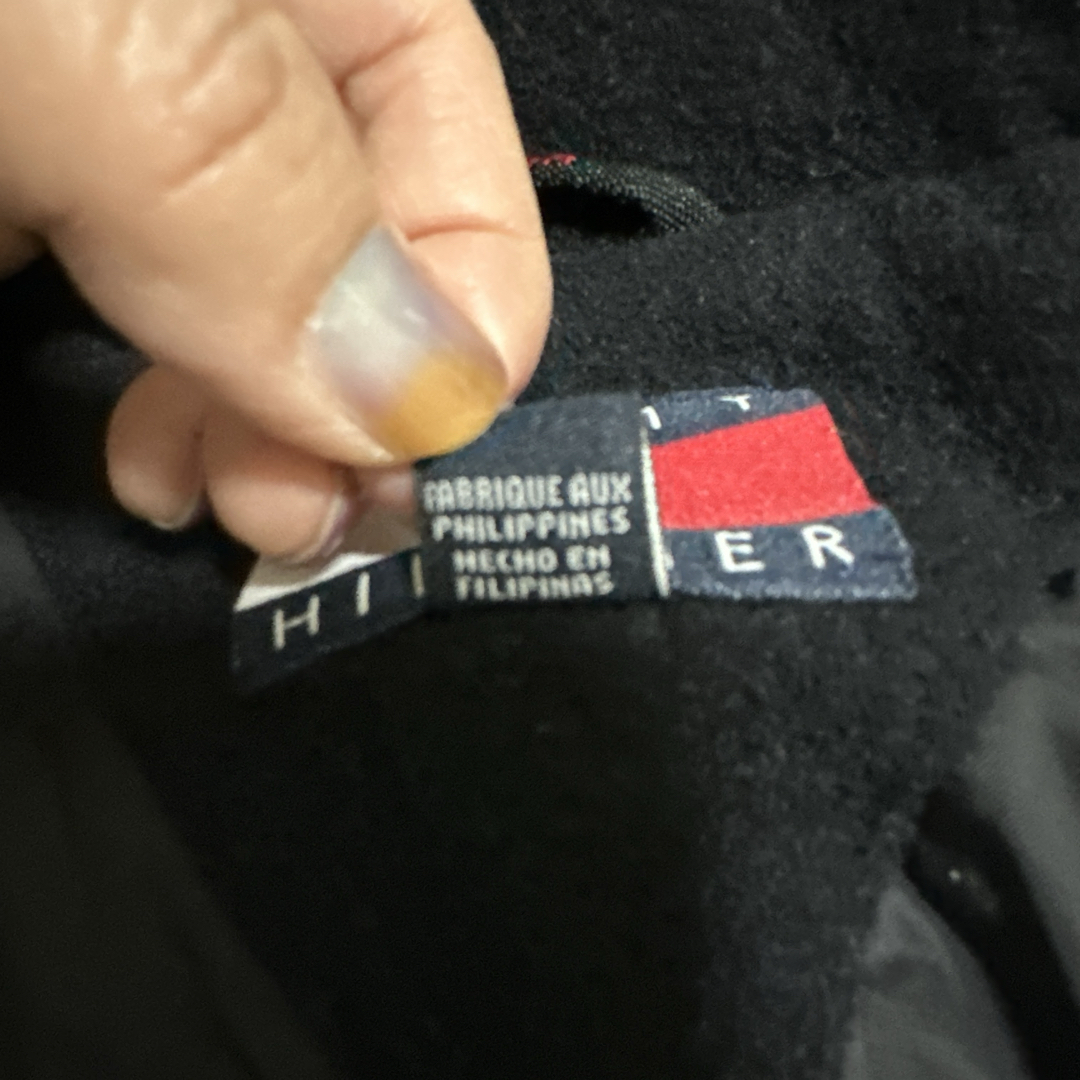 FABRIQUE AUX
PHILIPPINES
HECHO EN
FILIPINAS